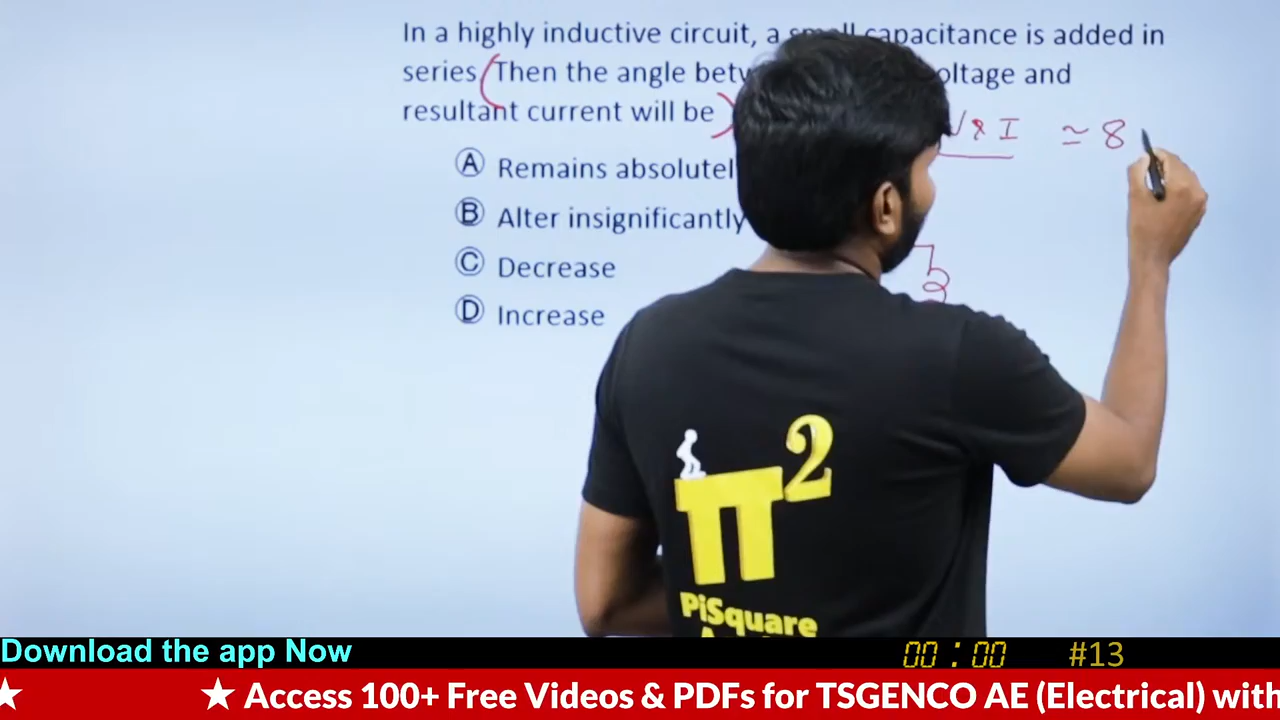 In a highly inductive circuit, a small capacitance is added in
series (Then the angle oltage and
resultant current will be )
V & I ≃ 8
Ⓐ Remains absolutel
Ⓑ Alter insignificantly
Ⓒ Decrease
Ⓓ Increase
π²
PiSquare
Download the app Now
00:00
#13
★ ★ Access 100+ Free Videos & PDFs for TSGENCO AE (Electrical) with